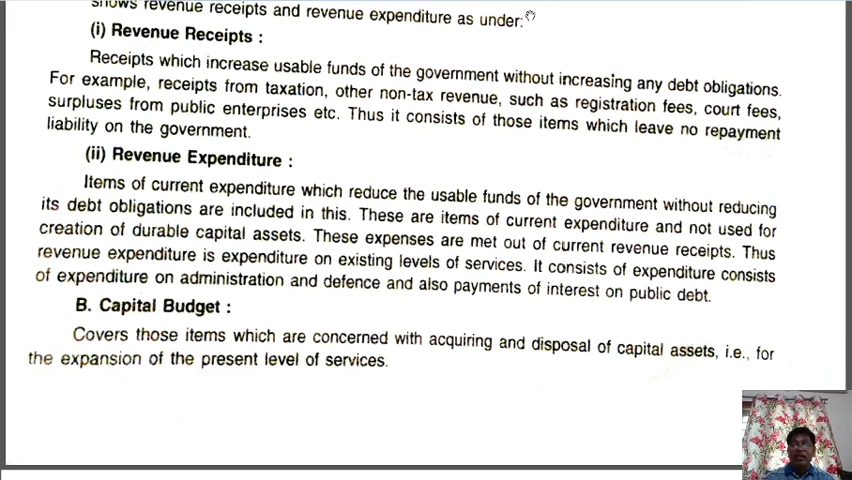 shows revenue receipts and revenue expenditure as under:
(i) Revenue Receipts :
Receipts which increase usable funds of the government without increasing any debt obligations.
For example, receipts from taxation, other non-tax revenue, such as registration fees, court fees,
surpluses from public enterprises etc. Thus it consists of those items which leave no repayment
liability on the government.
(ii) Revenue Expenditure :
Items of current expenditure which reduce the usable funds of the government without reducing
its debt obligations are included in this. These are items of current expenditure and not used for
creation of durable capital assets. These expenses are met out of current revenue receipts. Thus
revenue expenditure is expenditure on existing levels of services. It consists of expenditure consists
of expenditure on administration and defence and also payments of interest on public debt.
B. Capital Budget :
Covers those items which are concerned with acquiring and disposal of capital assets, i.e., for
the expansion of the present level of services.